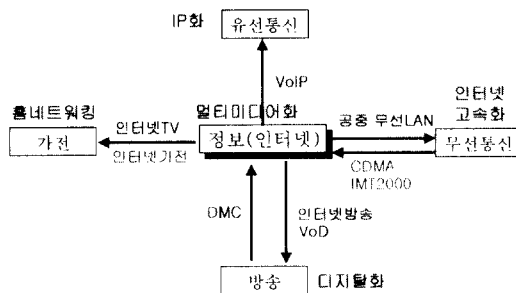 IP화
유선통신
VoIP
홈네트워킹
멀티미디어화
인터넷
고속화
가전
인터넷TV
인터넷가전
정보(인터넷)
공중 무선LAN
무선통신
CDMA
IMT2000
DMC
인터넷방송
VoD
방송
디지탈화